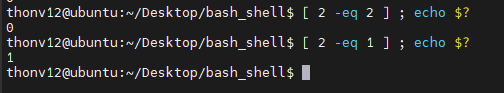 thonv12@ubuntu:~/Desktop/bash_shell$ [ 2 -eq 2 ] ; echo $?
0
thonv12@ubuntu:~/Desktop/bash_shell$ [ 2 -eq 1 ] ; echo $?
1
thonv12@ubuntu:~/Desktop/bash_shell$